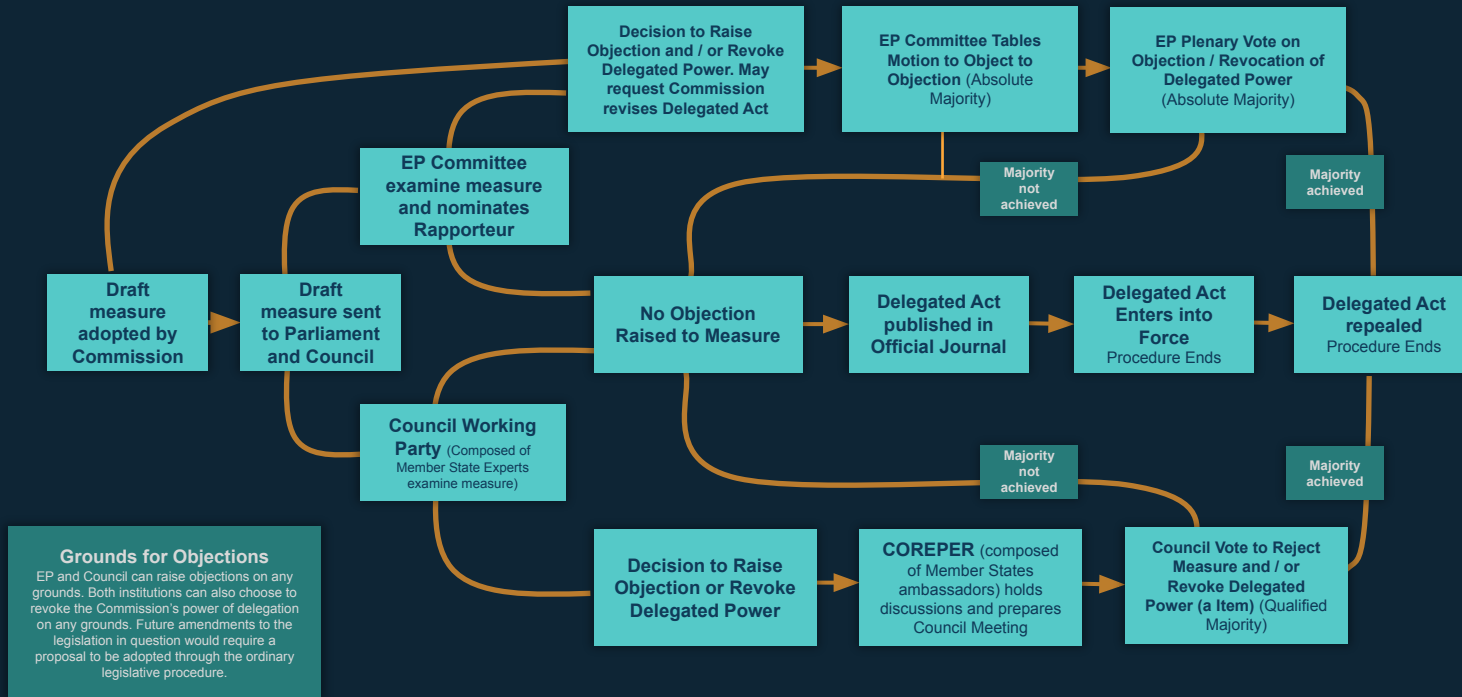 Decision to Raise
Objection and / or Revoke
Delegated Power. May
request Commission
revises Delegated Act
EP Committee Tables
Motion to Object to
Objection (Absolute
Majority)
EP Plenary Vote on
Objection / Revocation of
Delegated Power
(Absolute Majority)
EP Committee
examine measure
and nominates
Rapporteur
Majority
not
achieved
Majority
achieved
Draft
measure
adopted by
Commission
Draft
measure sent
to Parliament
and Council
No Objection
Raised to Measure
Delegated Act
published in
Official Journal
Delegated Act
Enters into
Force
Procedure Ends
Delegated Act
repealed
Procedure Ends
Council Working
Party (Composed of
Member State Experts
examine measure)
Majority
not
achieved
Majority
achieved
Decision to Raise
Objection or Revoke
Delegated Power
COREPER (composed
of Member States
ambassadors) holds
discussions and prepares
Council Meeting
Council Vote to Reject
Measure and / or
Revoke Delegated
Power (a Item) (Qualified
Majority)
Grounds for Objections
EP and Council can raise objections on any
grounds. Both institutions can also choose to
revoke the Commission's power of delegation
on any grounds. Future amendments to the
legislation in question would require a
proposal to be adopted through the ordinary
legislative procedure.